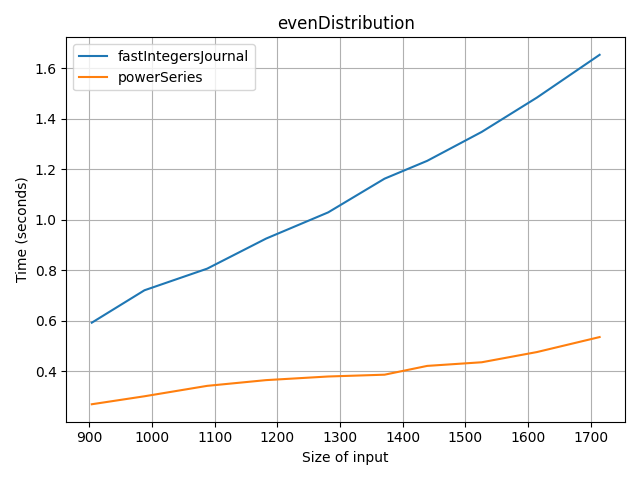 evenDistribution
fastIntegersJournal
powerSeries
Time (seconds)
1.6
1.4
1.2
1.0
0.8
0.6
0.4
900 1000 1100 1200 1300 1400 1500 1600 1700
Size of input